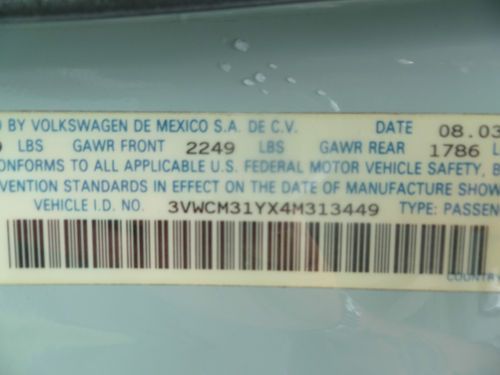 BY VOLKSWAGEN DE MEXICO S.A. DE C.V. DATE 08.03
LBS GAWR FRONT 2249 LBS GAWR REAR 1786 LB
ONFORMS TO ALL APPLICABLE U.S. FEDERAL MOTOR VEHICLE SAFETY, B
VENTION STANDARDS IN EFFECT ON THE DATE OF MANUFACTURE SHOW
VEHICLE I.D. NO. 3VWCM31YX4M313449 TYPE: PASSEN
COUNTRY